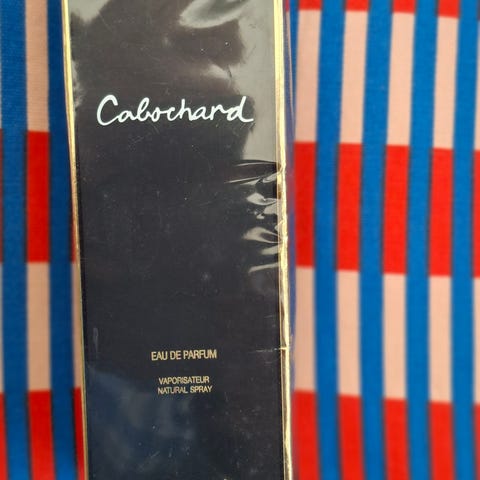 Cabochard
EAU DE PARFUM
VAPORISATEUR
NATURAL SPRAY